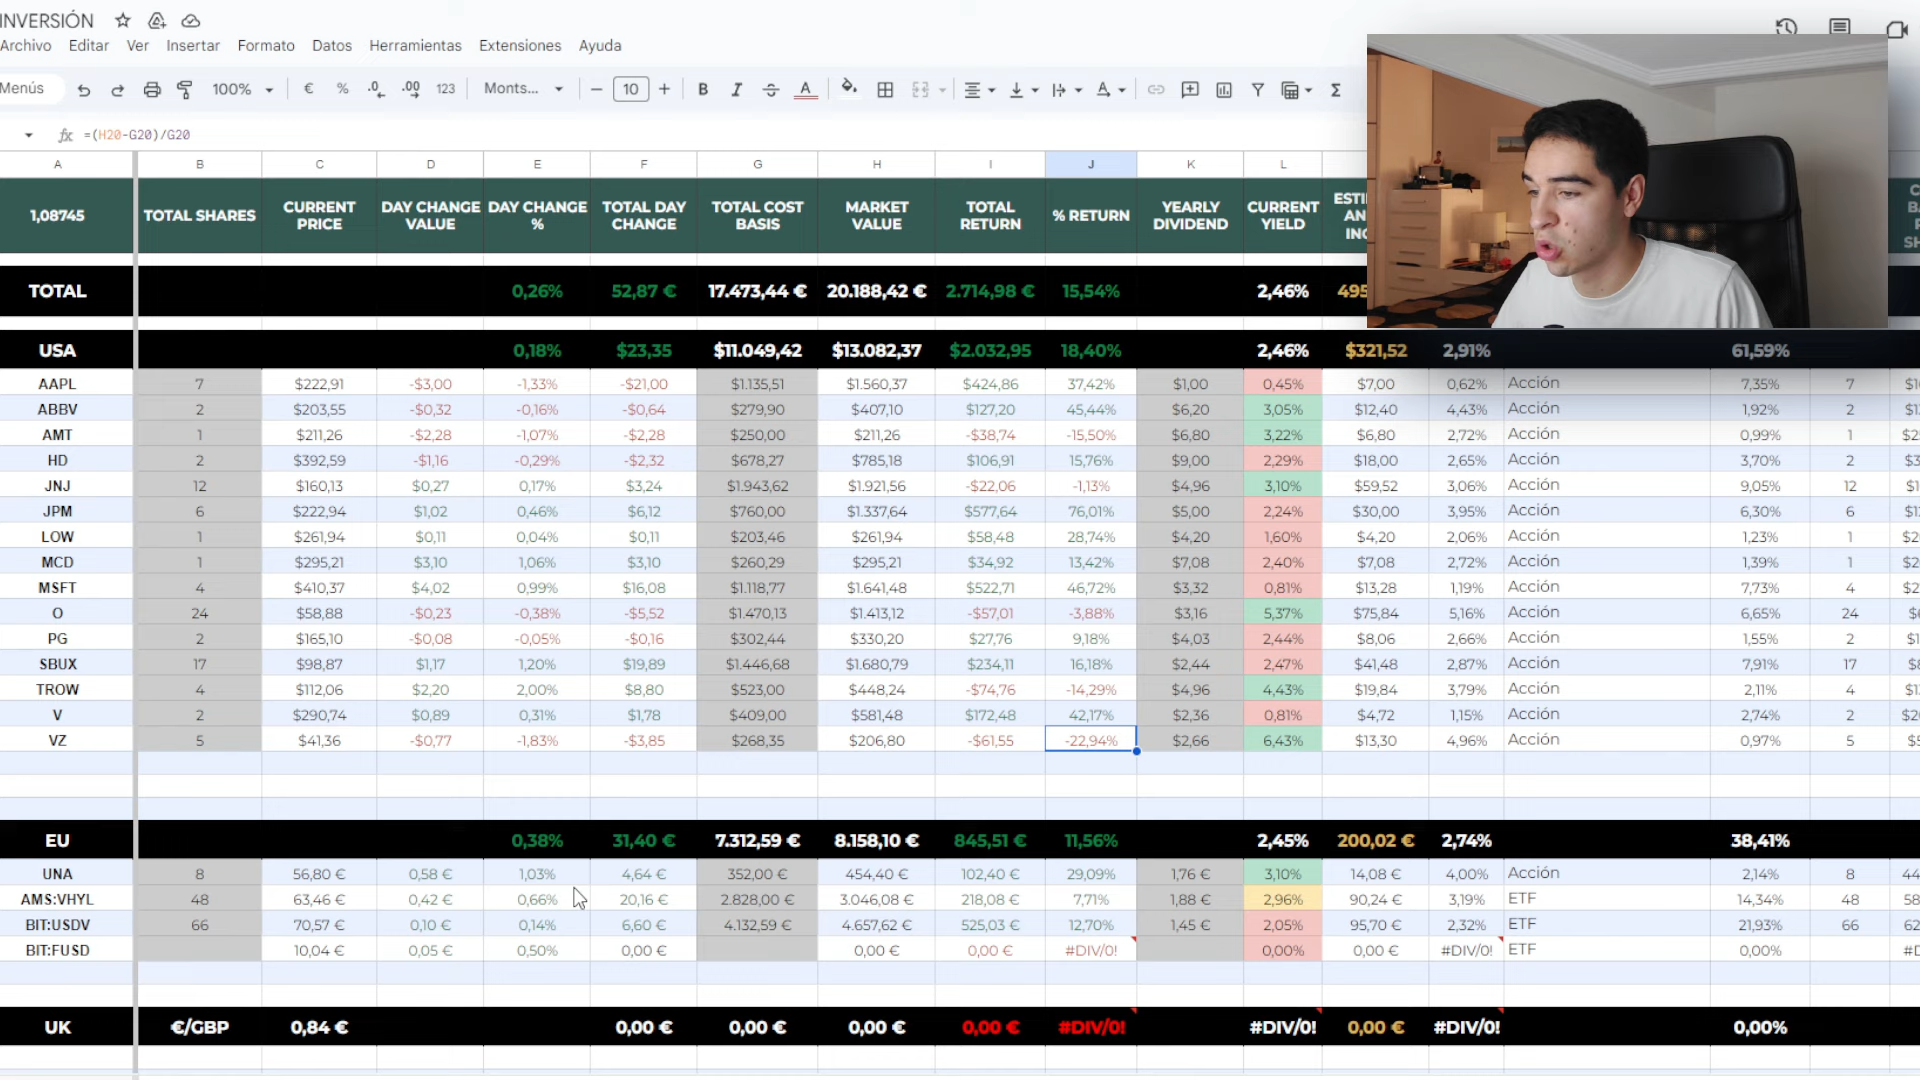 INVERSIÓN
Archivo Editar Ver Insertar Formato Datos Herramientas Extensiones Ayuda
Menús 100% € % .0 .00 123 Monts... − 10 + B I S A Σ
fx =(H20-G20)/G20
A B C D E F G H I J K L
1,08745 TOTAL SHARES CURRENT PRICE DAY CHANGE VALUE DAY CHANGE % TOTAL DAY CHANGE TOTAL COST BASIS MARKET VALUE TOTAL RETURN % RETURN YEARLY DIVIDEND CURRENT YIELD
TOTAL 0,26% 52,87 € 17.473,44 € 20.188,42 € 2.714,98 € 15,54% 2,46% 495
USA 0,18% $23,35 $11.049,42 $13.082,37 $2.032,95 18,40% 2,46% $321,52 2,91% 61,59%
AAPL 7 $222,91 -$3,00 -1,33% -$21,00 $1.135,51 $1.560,37 $424,86 37,42% $1,00 0,45% $7,00 0,62% Acción 7,35% 7
ABBV 2 $203,55 -$0,32 -0,16% -$0,64 $279,90 $407,10 $127,20 45,44% $6,20 3,05% $12,40 4,43% Acción 1,92% 2
AMT 1 $211,26 -$2,28 -1,07% -$2,28 $250,00 $211,26 -$38,74 -15,50% $6,80 3,22% $6,80 2,72% Acción 0,99% 1
HD 2 $392,59 -$1,16 -0,29% -$2,32 $678,27 $785,18 $106,91 15,76% $9,00 2,29% $18,00 2,65% Acción 3,70% 2
JNJ 12 $160,13 $0,27 0,17% $3,24 $1.943,62 $1.921,56 -$22,06 -1,13% $4,96 3,10% $59,52 3,06% Acción 9,05% 12
JPM 6 $222,94 $1,02 0,46% $6,12 $760,00 $1.337,64 $577,64 76,01% $5,00 2,24% $30,00 3,95% Acción 6,30% 6
LOW 1 $261,94 $0,11 0,04% $0,11 $203,46 $261,94 $58,48 28,74% $4,20 1,60% $4,20 2,06% Acción 1,23% 1
MCD 1 $295,21 $3,10 1,06% $3,10 $260,29 $295,21 $34,92 13,42% $7,08 2,40% $7,08 2,72% Acción 1,39% 1
MSFT 4 $410,37 $4,02 0,99% $16,08 $1.118,77 $1.641,48 $522,71 46,72% $3,32 0,81% $13,28 1,19% Acción 7,73% 4
O 24 $58,88 -$0,23 -0,38% -$5,52 $1.470,13 $1.413,12 -$57,01 -3,88% $3,16 5,37% $75,84 5,16% Acción 6,65% 24
PG 2 $165,10 -$0,08 -0,05% -$0,16 $302,44 $330,20 $27,76 9,18% $4,03 2,44% $8,06 2,66% Acción 1,55% 2
SBUX 17 $98,87 $1,17 1,20% $19,89 $1.446,68 $1.680,79 $234,11 16,18% $2,44 2,47% $41,48 2,87% Acción 7,91% 17
TROW 4 $112,06 $2,20 2,00% $8,80 $523,00 $448,24 -$74,76 -14,29% $4,96 4,43% $19,84 3,79% Acción 2,11% 4
V 2 $290,74 $0,89 0,31% $1,78 $409,00 $581,48 $172,48 42,17% $2,36 0,81% $4,72 1,15% Acción 2,74% 2
VZ 5 $41,36 -$0,77 -1,83% -$3,85 $268,35 $206,80 -$61,55 -22,94% $2,66 6,43% $13,30 4,96% Acción 0,97% 5
EU 0,38% 31,40 € 7.312,59 € 8.158,10 € 845,51 € 11,56% 2,45% 200,02 € 2,74% 38,41%
UNA 8 56,80 € 0,58 € 1,03% 4,64 € 352,00 € 454,40 € 102,40 € 29,09% 1,76 € 3,10% 14,08 € 4,00% Acción 2,14% 8 44
AMS:VHYL 48 63,46 € 0,42 € 0,66% 20,16 € 2.828,00 € 3.046,08 € 218,08 € 7,71% 1,88 € 2,96% 90,24 € 3,19% ETF 14,34% 48 58
BIT:USDV 66 70,57 € 0,10 € 0,14% 6,60 € 4.132,59 € 4.657,62 € 525,03 € 12,70% 1,45 € 2,05% 95,70 € 2,32% ETF 21,93% 66 62
BIT:FUSD 10,04 € 0,05 € 0,50% 0,00 € 0,00 € 0,00 € #DIV/0! 0,00% 0,00 € #DIV/0! ETF 0,00%
UK €/GBP 0,84 € 0,00 € 0,00 € 0,00 € 0,00 € #DIV/0! #DIV/0! 0,00 € #DIV/0! 0,00%